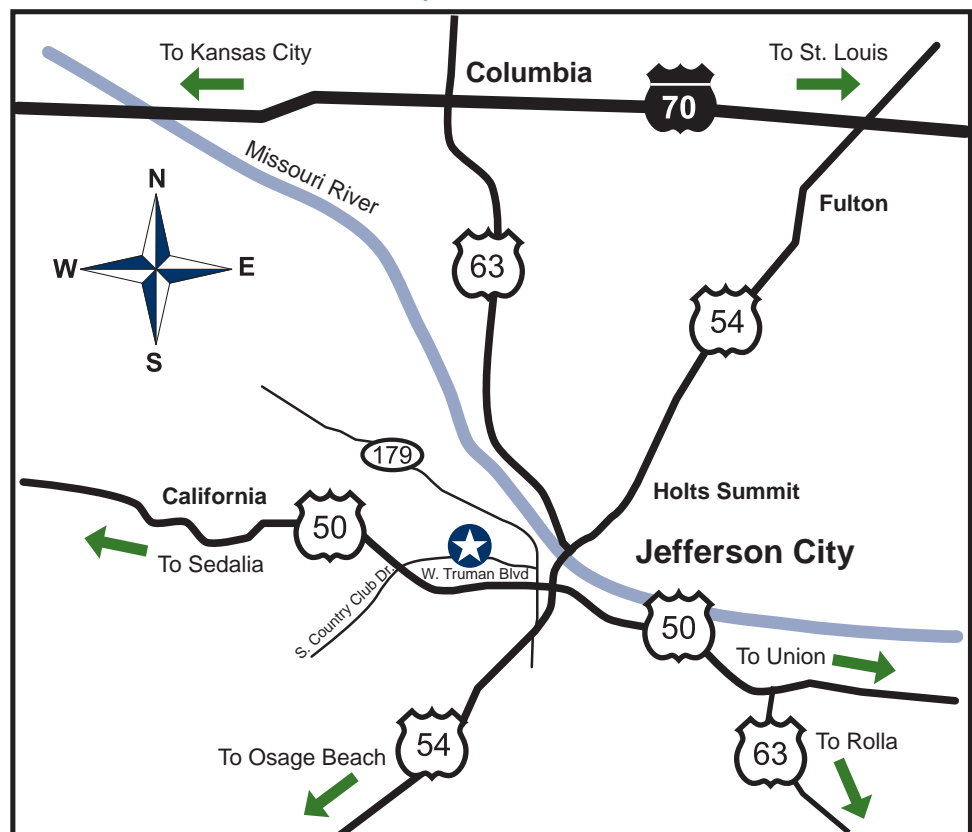 To Kansas City
To St. Louis
Columbia
70
Missouri River
N
Fulton
W
E
63
54
S
179
California
Holts Summit
50
Jefferson City
To Sedalia
W. Truman Blvd
S. Country Club Dr.
50
To Union
54
63
To Rolla
To Osage Beach